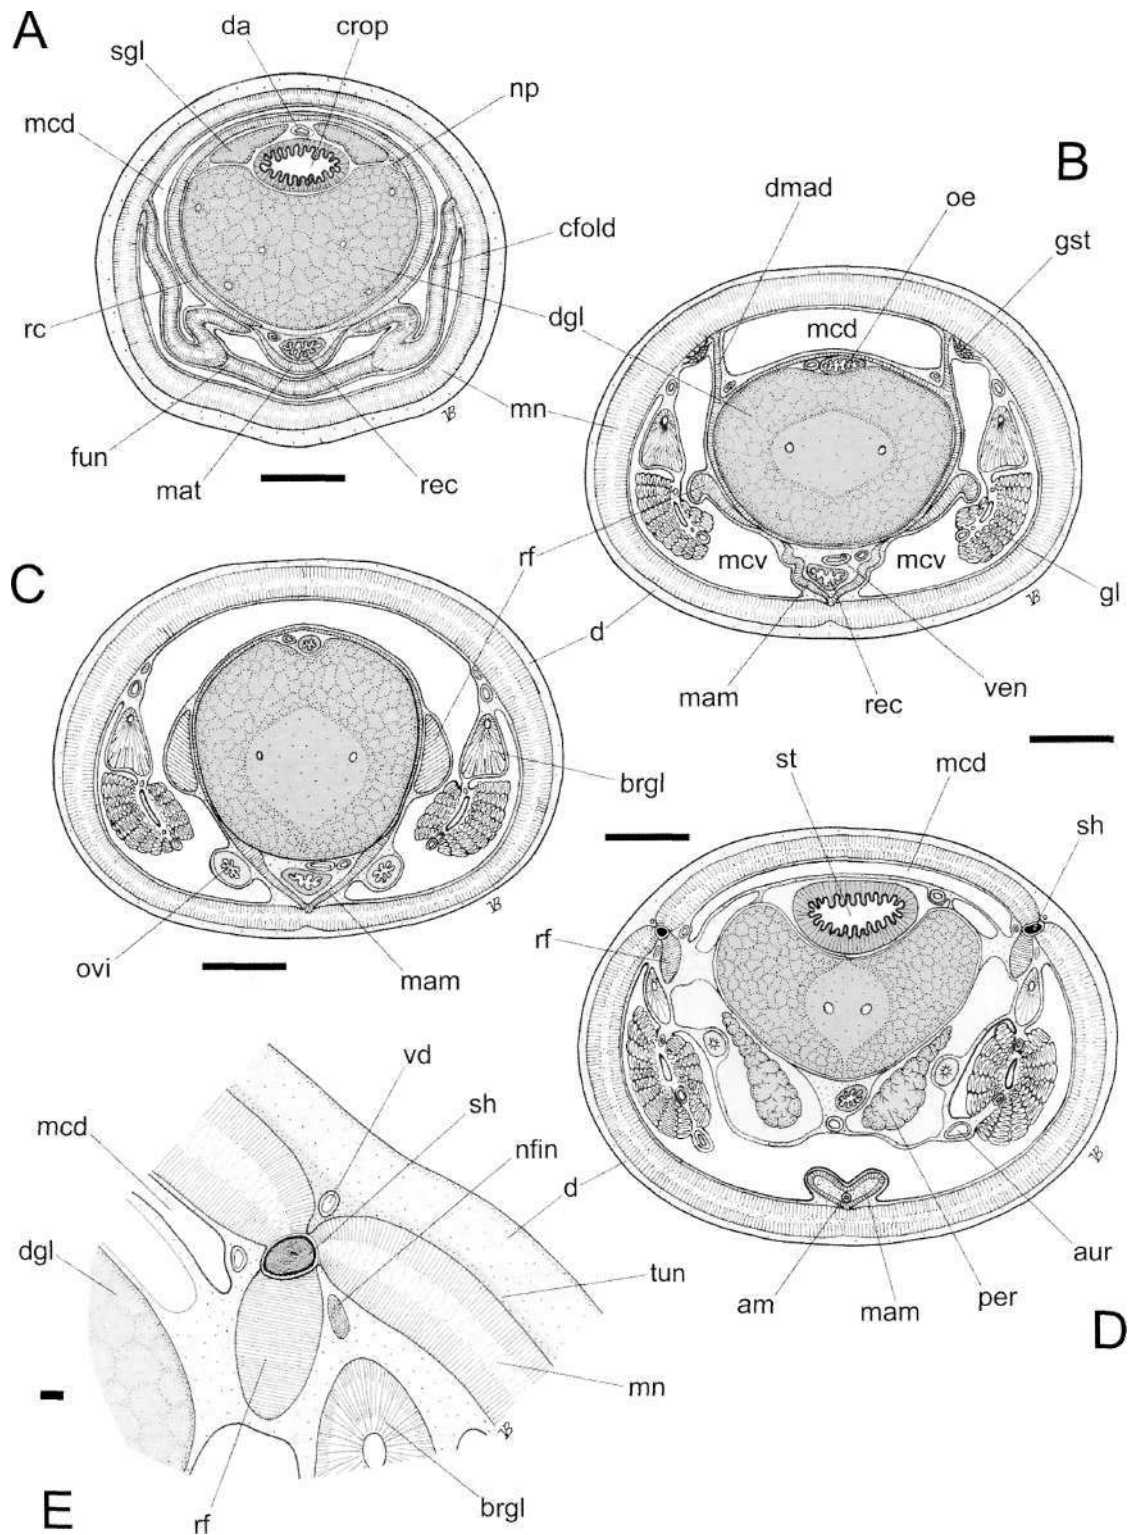 A
da
crop
sgl
np
mcd
cfold
rc
dgl
mn
fun
mat
rec
B
dmad
oe
gst
mcd
mcv
mcv
gl
mam
rec
ven
C
rf
d
brgl
ovi
mam
st
mcd
sh
rf
d
aur
am
mam
per
D
vd
sh
mcd
nfin
dgl
tun
mn
brgl
rf
E